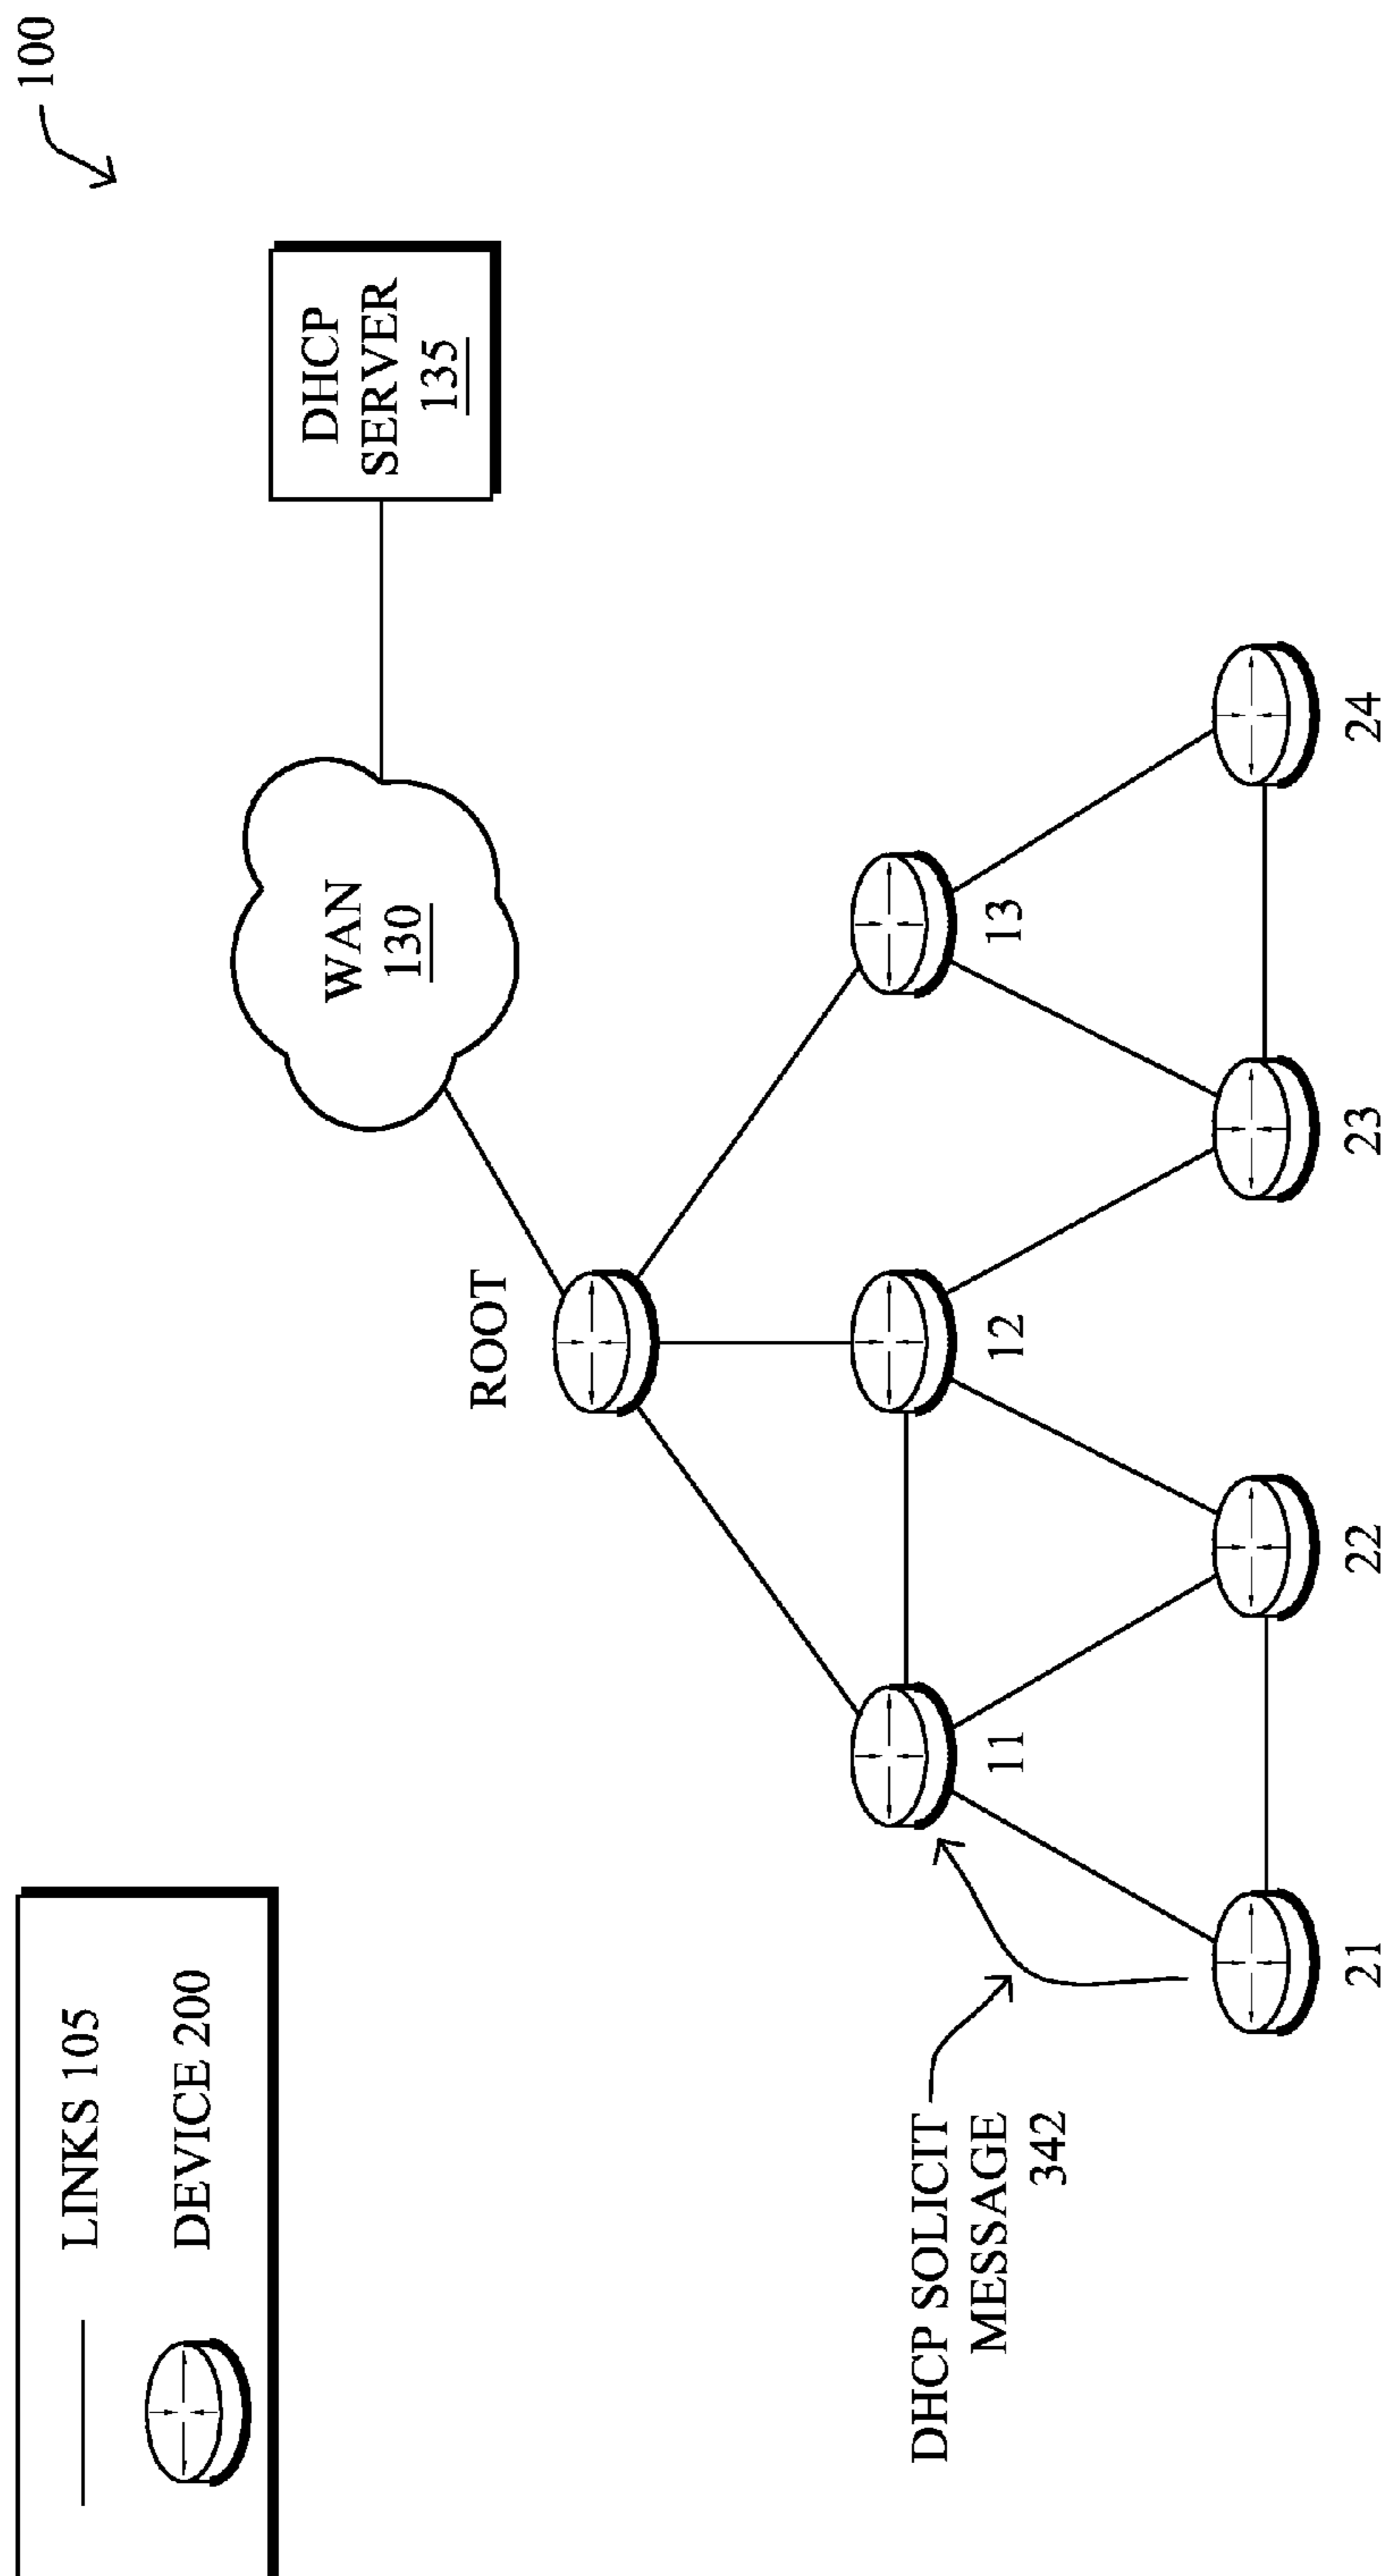 LINKS 105
DEVICE 200
100
WAN
130
DHCP
SERVER
135
ROOT
11
12
13
DHCP SOLICIT
MESSAGE
342
21
22
23
24